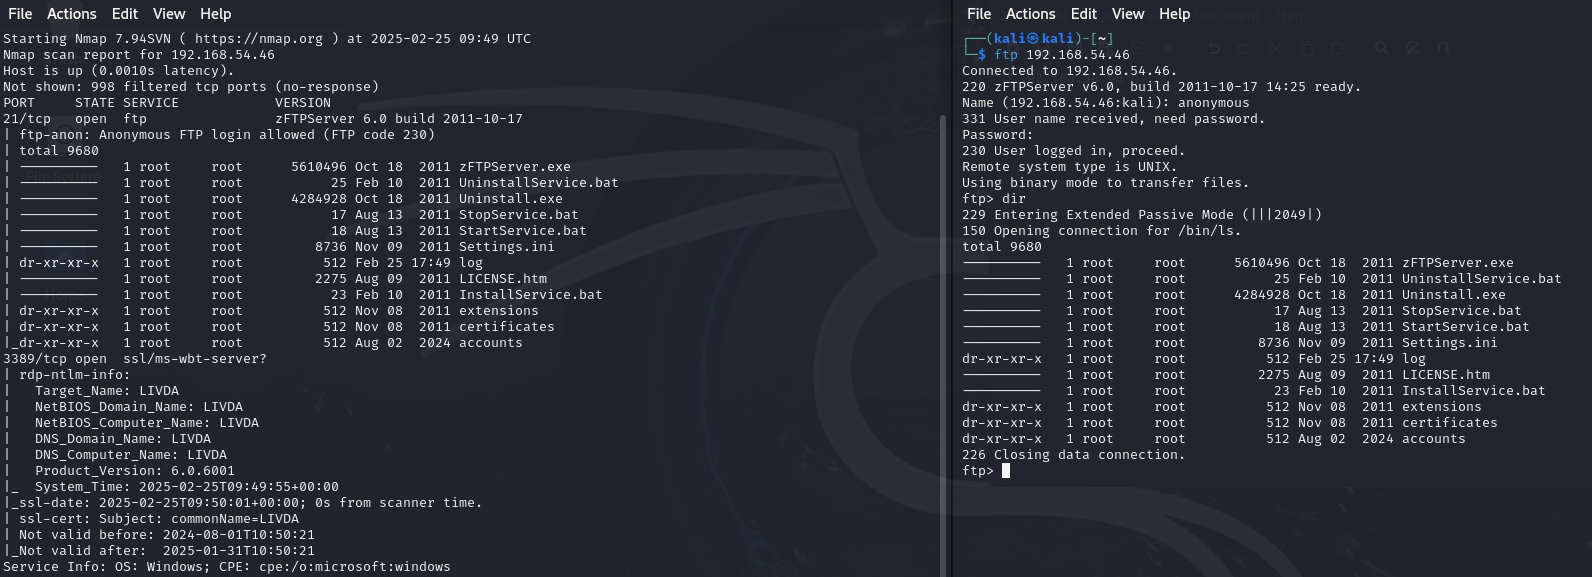 File Actions Edit View Help
Starting Nmap 7.94SVN ( https://nmap.org ) at 2025-02-25 09:49 UTC
Nmap scan report for 192.168.54.46
Host is up (0.0010s latency).
Not shown: 998 filtered tcp ports (no-response)
PORT     STATE SERVICE            VERSION
21/tcp   open  ftp                zFTPServer 6.0 build 2011-10-17
| ftp-anon: Anonymous FTP login allowed (FTP code 230)
| total 9680
| ----------   1 root     root      5610496 Oct 18  2011 zFTPServer.exe
| ----------   1 root     root           25 Feb 10  2011 UninstallService.bat
| ----------   1 root     root      4284928 Oct 18  2011 Uninstall.exe
| ----------   1 root     root           17 Aug 13  2011 StopService.bat
| ----------   1 root     root           18 Aug 13  2011 StartService.bat
| ----------   1 root     root         8736 Nov 09  2011 Settings.ini
| dr-xr-xr-x   1 root     root          512 Feb 25 17:49 log
| ----------   1 root     root         2275 Aug 09  2011 LICENSE.htm
| ----------   1 root     root           23 Feb 10  2011 InstallService.bat
| dr-xr-xr-x   1 root     root          512 Nov 08  2011 extensions
| dr-xr-xr-x   1 root     root          512 Nov 08  2011 certificates
|_dr-xr-xr-x   1 root     root          512 Aug 02  2024 accounts
3389/tcp open  ssl/ms-wbt-server?
| rdp-ntlm-info:
|   Target_Name: LIVDA
|   NetBIOS_Domain_Name: LIVDA
|   NetBIOS_Computer_Name: LIVDA
|   DNS_Domain_Name: LIVDA
|   DNS_Computer_Name: LIVDA
|   Product_Version: 6.0.6001
|_  System_Time: 2025-02-25T09:49:55+00:00
|_ssl-date: 2025-02-25T09:50:01+00:00; 0s from scanner time.
| ssl-cert: Subject: commonName=LIVDA
| Not valid before: 2024-08-01T10:50:21
|_Not valid after:  2025-01-31T10:50:21
Service Info: OS: Windows; CPE: cpe:/o:microsoft:windows
File Actions Edit View Help
┌──(kali㉿kali)-[~]
└─$ ftp 192.168.54.46
Connected to 192.168.54.46.
220 zFTPServer v6.0, build 2011-10-17 14:25 ready.
Name (192.168.54.46:kali): anonymous
331 User name received, need password.
Password:
230 User logged in, proceed.
Remote system type is UNIX.
Using binary mode to transfer files.
ftp> dir
229 Entering Extended Passive Mode (|||2049|)
150 Opening connection for /bin/ls.
total 9680
----------   1 root     root      5610496 Oct 18  2011 zFTPServer.exe
----------   1 root     root           25 Feb 10  2011 UninstallService.bat
----------   1 root     root      4284928 Oct 18  2011 Uninstall.exe
----------   1 root     root           17 Aug 13  2011 StopService.bat
----------   1 root     root           18 Aug 13  2011 StartService.bat
----------   1 root     root         8736 Nov 09  2011 Settings.ini
dr-xr-xr-x   1 root     root          512 Feb 25 17:49 log
----------   1 root     root         2275 Aug 09  2011 LICENSE.htm
----------   1 root     root           23 Feb 10  2011 InstallService.bat
dr-xr-xr-x   1 root     root          512 Nov 08  2011 extensions
dr-xr-xr-x   1 root     root          512 Nov 08  2011 certificates
dr-xr-xr-x   1 root     root          512 Aug 02  2024 accounts
226 Closing data connection.
ftp>